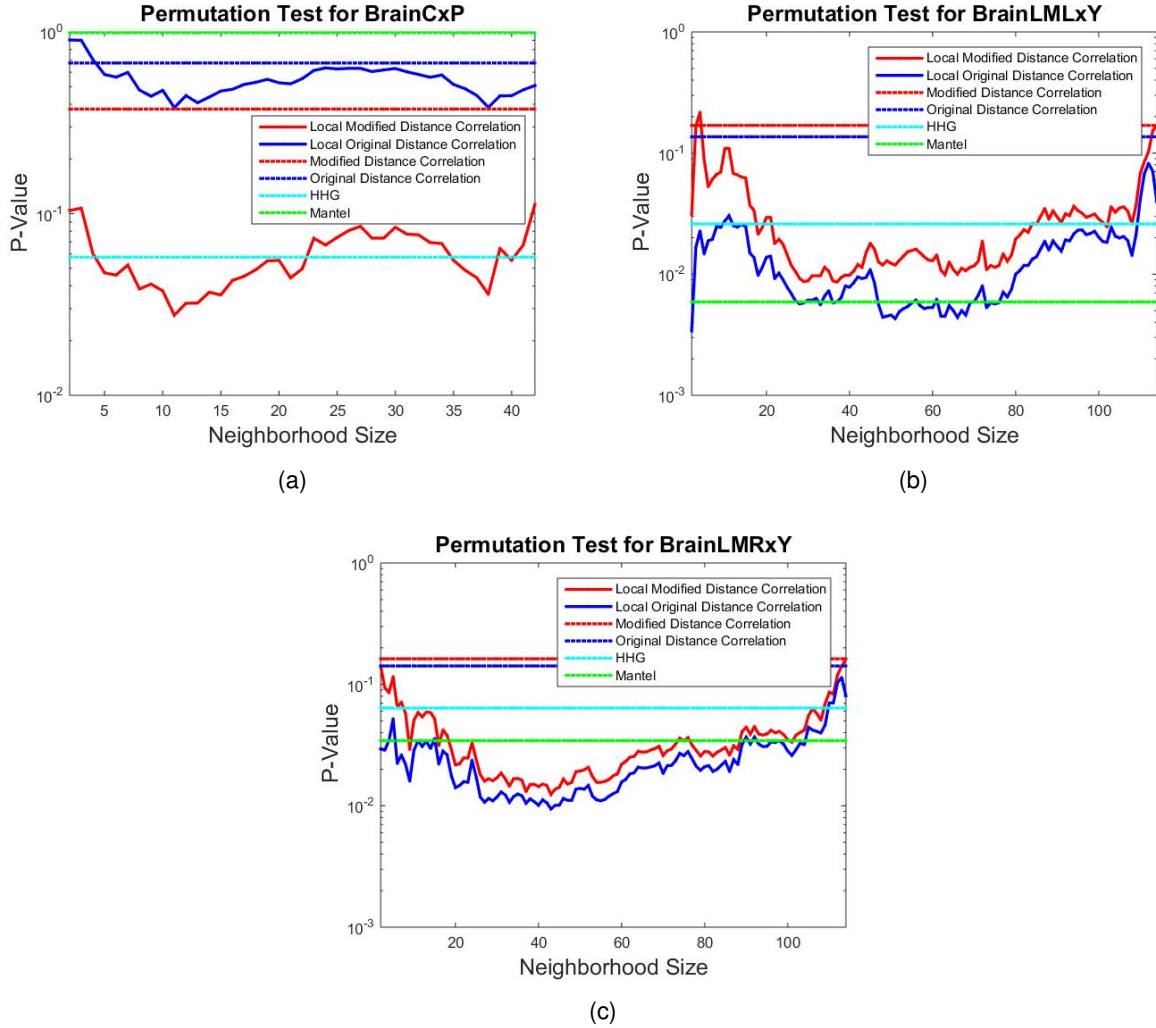 Permutation Test for BrainCxP
10^0
10^-1
10^-2
P-Value
Local Modified Distance Correlation
Local Original Distance Correlation
Modified Distance Correlation
Original Distance Correlation
HHG
Mantel
5 10 15 20 25 30 35 40
Neighborhood Size
(a)
Permutation Test for BrainLMLxY
10^0
10^-1
10^-2
10^-3
P-Value
Local Modified Distance Correlation
Local Original Distance Correlation
Modified Distance Correlation
Original Distance Correlation
HHG
Mantel
20 40 60 80 100
Neighborhood Size
(b)
Permutation Test for BrainLMRxY
10^0
10^-1
10^-2
10^-3
P-Value
Local Modified Distance Correlation
Local Original Distance Correlation
Modified Distance Correlation
Original Distance Correlation
HHG
Mantel
20 40 60 80 100
Neighborhood Size
(c)